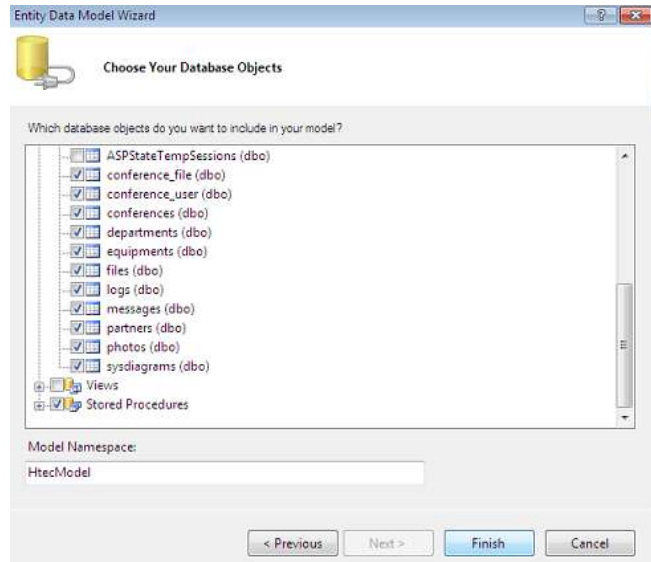 Entity Data Model Wizard
Choose Your Database Objects
Which database objects do you want to include in your model?
ASPStateTempSessions (dbo)
conference_file (dbo)
conference_user (dbo)
conferences (dbo)
departments (dbo)
equipments (dbo)
files (dbo)
logs (dbo)
messages (dbo)
partners (dbo)
photos (dbo)
sysdiagrams (dbo)
Views
Stored Procedures
Model Namespace:
HtecModel
< Previous Next > Finish Cancel